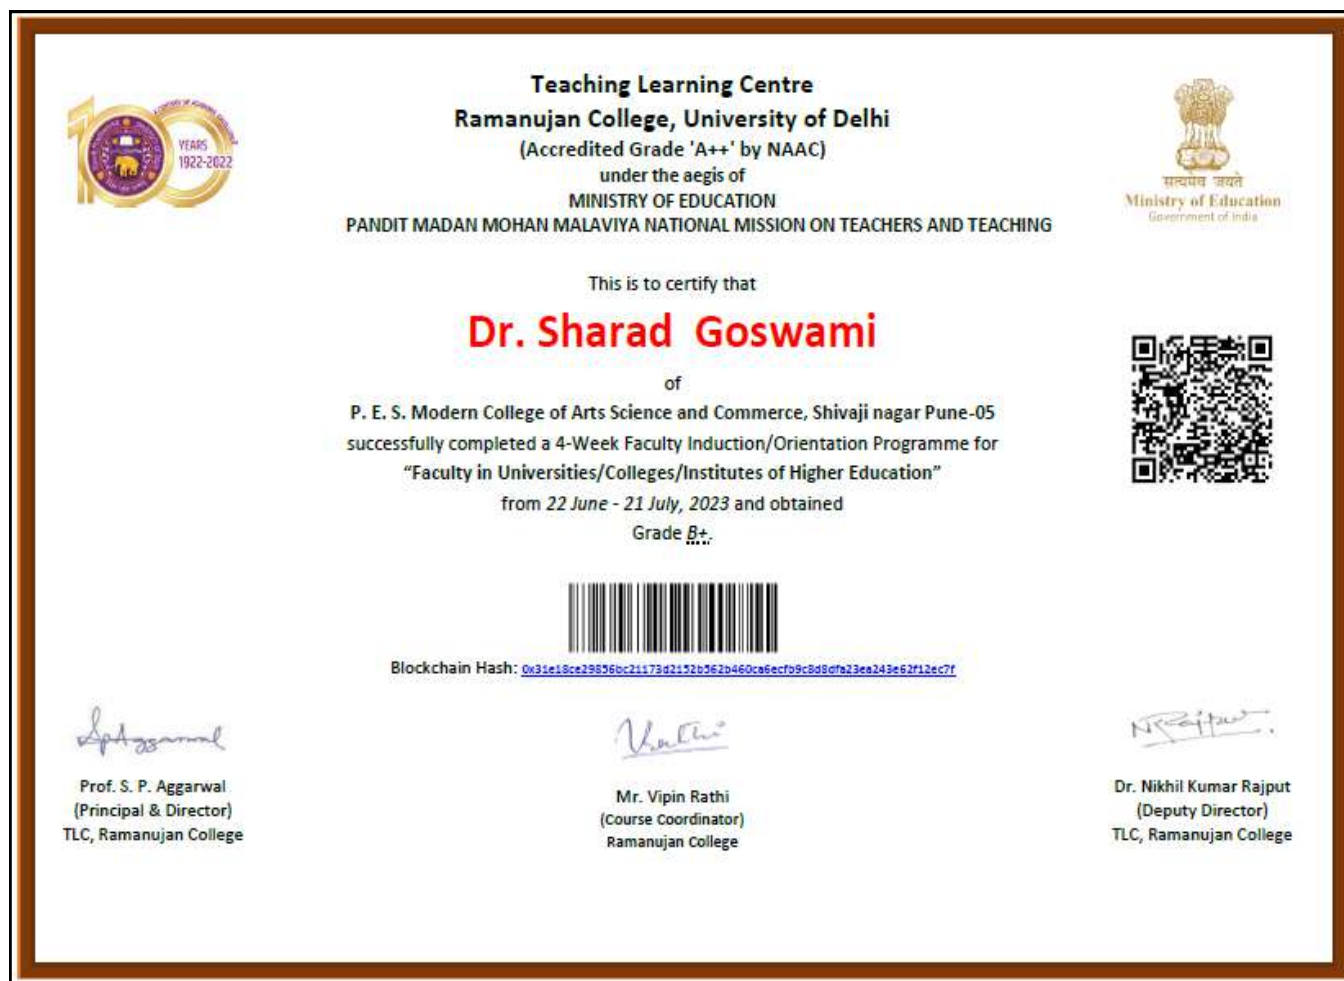 Teaching Learning Centre
Ramanujan College, University of Delhi
(Accredited Grade 'A++' by NAAC)
under the aegis of
MINISTRY OF EDUCATION
PANDIT MADAN MOHAN MALAVIYA NATIONAL MISSION ON TEACHERS AND TEACHING
YEARS
1922-2022
सत्यमेव जयते
Ministry of Education
Government of India
This is to certify that
Dr. Sharad Goswami
of
P. E. S. Modern College of Arts Science and Commerce, Shivaji nagar Pune-05
successfully completed a 4-Week Faculty Induction/Orientation Programme for
“Faculty in Universities/Colleges/Institutes of Higher Education”
from 22 June - 21 July, 2023 and obtained
Grade B+.
Blockchain Hash: 0x31e18ce29856bc21173d2152b562b460ca6ecfb9c8d8dfa23ea243e62f12ec7f
SpAggarwal
Prof. S. P. Aggarwal
(Principal & Director)
TLC, Ramanujan College
Rathi
Mr. Vipin Rathi
(Course Coordinator)
Ramanujan College
NKRajput
Dr. Nikhil Kumar Rajput
(Deputy Director)
TLC, Ramanujan College